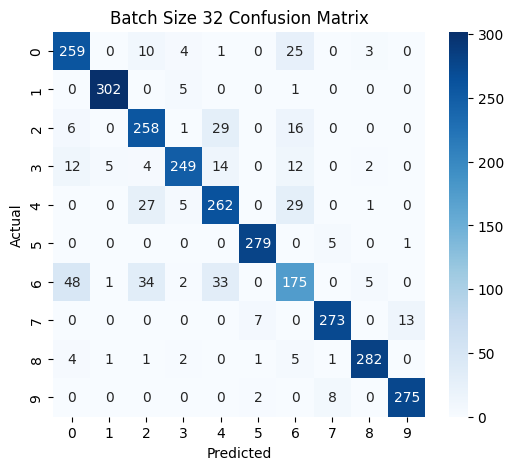 Batch Size 32 Confusion Matrix
0 259 0 10 4 1 0 25 0 3 0
1 0 302 0 5 0 0 1 0 0 0
2 6 0 258 1 29 0 16 0 0 0
3 12 5 4 249 14 0 12 0 2 0
4 0 0 27 5 262 0 29 0 1 0
5 0 0 0 0 0 279 0 5 0 1
6 48 1 34 2 33 0 175 0 5 0
7 0 0 0 0 0 7 0 273 0 13
8 4 1 1 2 0 1 5 1 282 0
9 0 0 0 0 0 2 0 8 0 275
0 1 2 3 4 5 6 7 8 9
Predicted
Actual
300
250
200
150
100
50
0